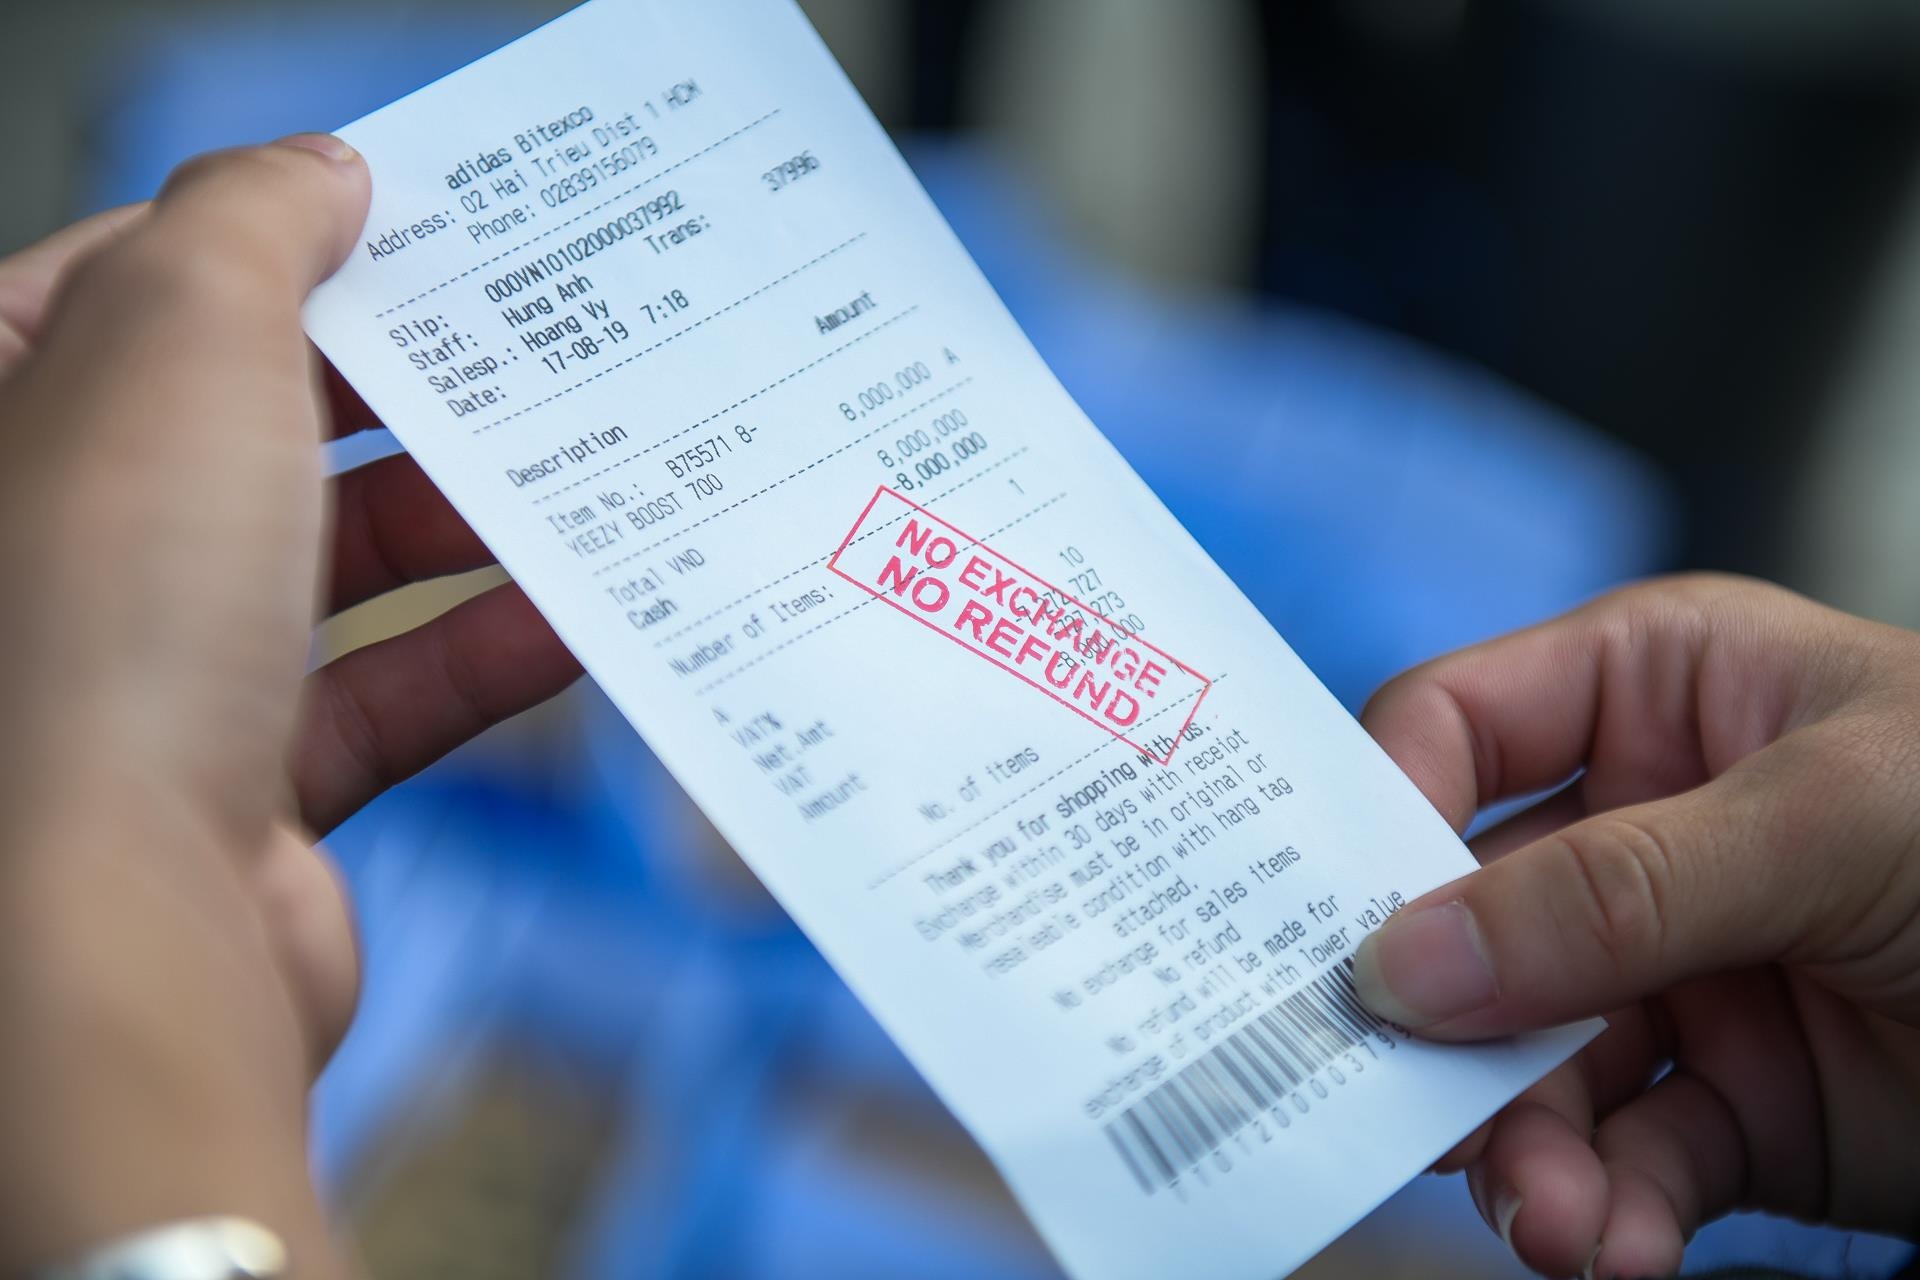 adidas Bitexco
Address: 02 Hai Trieu Dist 1 HCM
Phone: 02839156079
Slip: 000VN10102000037992
Staff: Hung Anh Trans: 37996
Salesp.: Hoang Vy
Date: 17-08-19 7:18
Description Amount
Item No.: B75571 8- 8,000,000 A
YEEZY BOOST 700
Total VND 8,000,000
Cash -8,000,000
Number of Items: 1
NO EXCHANGE
NO REFUND
A
VAT% 10
Net.Amt 727
VAT 727,273
Amount -8,000,000
No. of items 1
Thank you for shopping with us.
Exchange within 30 days with receipt
Merchandise must be in original or
resaleable condition with hang tag
attached.
No exchange for sales items
No refund
No refund will be made for
exchange of product with lower value